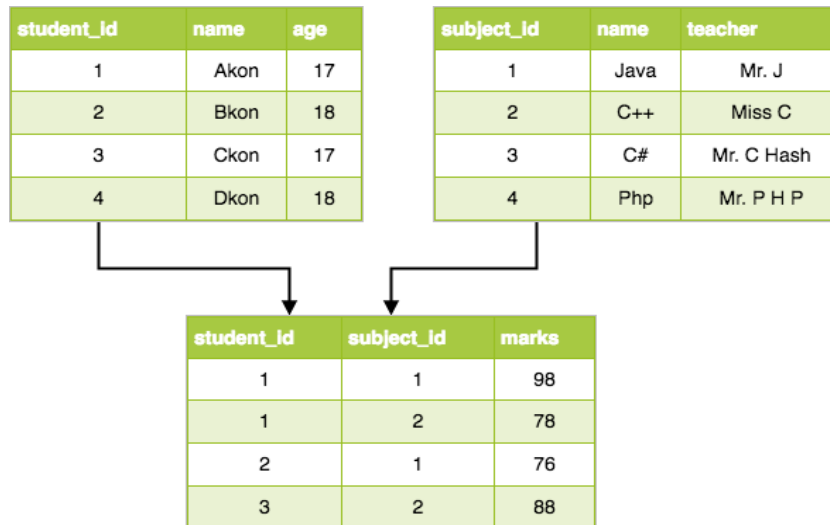 student_id name age
1 Akon 17
2 Bkon 18
3 Ckon 17
4 Dkon 18
subject_id name teacher
1 Java Mr. J
2 C++ Miss C
3 C# Mr. C Hash
4 Php Mr. P H P
student_id subject_id marks
1 1 98
1 2 78
2 1 76
3 2 88